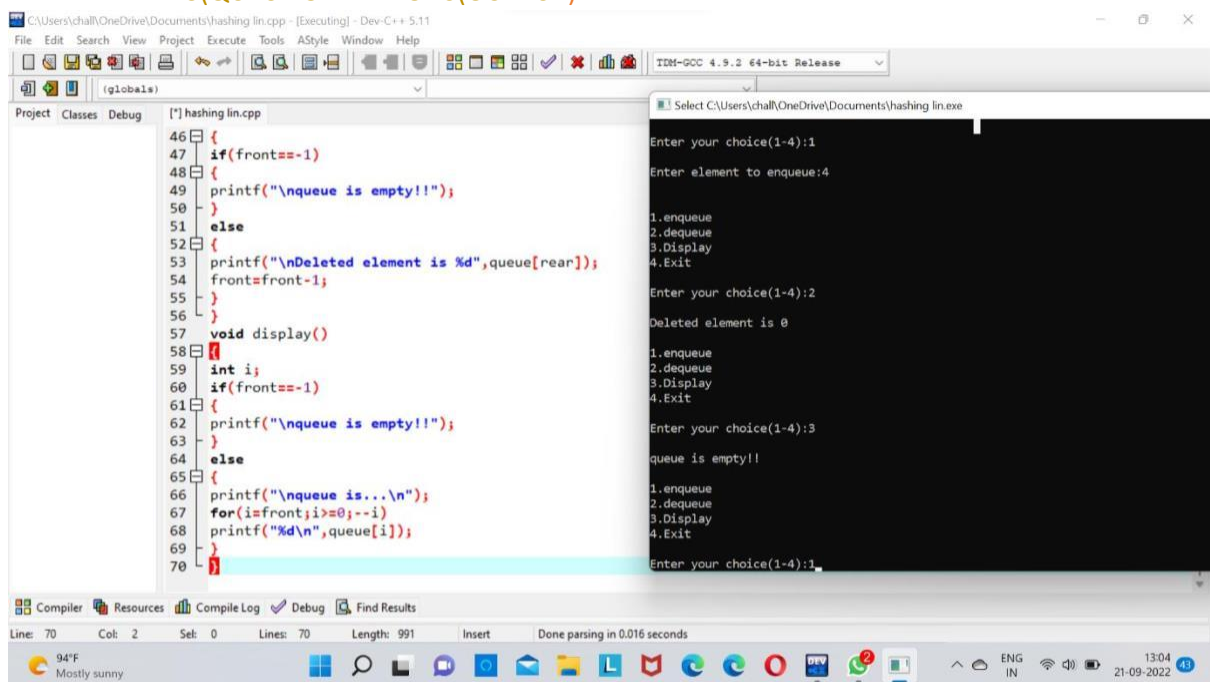 C:\Users\chall\OneDrive\Documents\hashing lin.cpp - [Executing] - Dev-C++ 5.11
File Edit Search View Project Execute Tools AStyle Window Help
TDM-GCC 4.9.2 64-bit Release
(globals)
Project Classes Debug
[*] hashing lin.cpp
46 {
47 if(front==-1)
48 {
49 printf("\nqueue is empty!!");
50 }
51 else
52 {
53 printf("\nDeleted element is %d",queue[rear]);
54 front=front-1;
55 }
56 }
57 void display()
58 {
59 int i;
60 if(front==-1)
61 {
62 printf("\nqueue is empty!!");
63 }
64 else
65 {
66 printf("\nqueue is...\n");
67 for(i=front;i>=0;--i)
68 printf("%d\n",queue[i]);
69 }
70 }
Select C:\Users\chall\OneDrive\Documents\hashing lin.exe
Enter your choice(1-4):1
Enter element to enqueue:4
1.enqueue
2.dequeue
3.Display
4.Exit
Enter your choice(1-4):2
Deleted element is 0
1.enqueue
2.dequeue
3.Display
4.Exit
Enter your choice(1-4):3
queue is empty!!
1.enqueue
2.dequeue
3.Display
4.Exit
Enter your choice(1-4):1
Compiler Resources Compile Log Debug Find Results
Line: 70 Col: 2 Sel: 0 Lines: 70 Length: 991 Insert Done parsing in 0.016 seconds
94°F
Mostly sunny
L
DEV
2
ENG
IN
13:04
21-09-2022
43